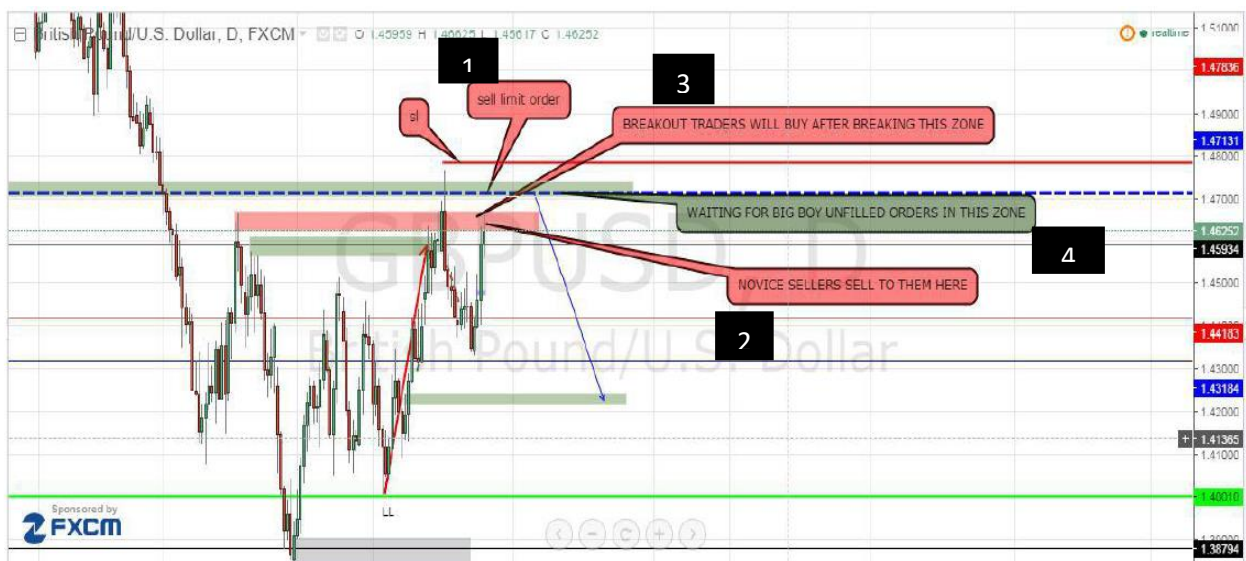 British Pound/U.S. Dollar, D, FXCM
O 1.45959 H 1.46625 L 1.45617 C 1.46252
realtime
1.51000
1
3
1.47836
sl
sell limit order
1.49000
BREAKOUT TRADERS WILL BUY AFTER BREAKING THIS ZONE
1.47131
1.48000
1.47000
WAITING FOR BIG BOY UNFILLED ORDERS IN THIS ZONE
GBPUSD, D
1.46252
4
1.45934
NOVICE SELLERS SELL TO THEM HERE
1.45000
2
1.44183
British Pound/U.S. Dollar
1.43000
1.43184
1.42000
1.41365
1.41000
1.40010
LL
Sponsored by
FXCM
1.38794